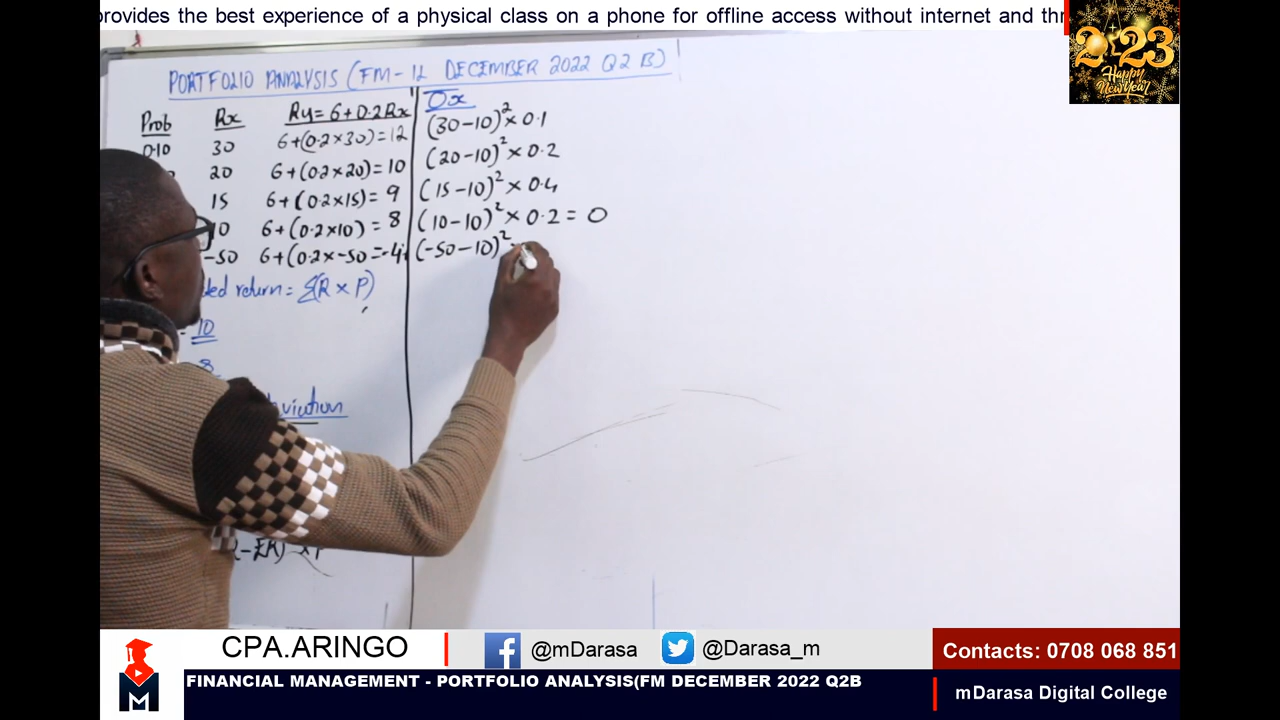 provides the best experience of a physical class on a phone for offline access without internet and thr
2023
Happy
New Year
PORTFOLIO ANALYSIS (FM-12 DECEMBER 2022 Q2 B)
Prob Rx Ry = 6+0.2Rx σx
0.10 30 6+(0.2×30) = 12 (30-10)² × 0.1
20 6+(0.2×20) = 10 (20-10)² × 0.2
15 6+(0.2×15) = 9 (15-10)² × 0.4
10 6+(0.2×10) = 8 (10-10)² × 0.2 = 0
-50 6+(0.2×-50 = -4 (-50-10)²
return = Σ(R × P)
= 10
8
CPA.ARINGO @mDarasa @Darasa_m Contacts: 0708 068 851
FINANCIAL MANAGEMENT - PORTFOLIO ANALYSIS(FM DECEMBER 2022 Q2B mDarasa Digital College